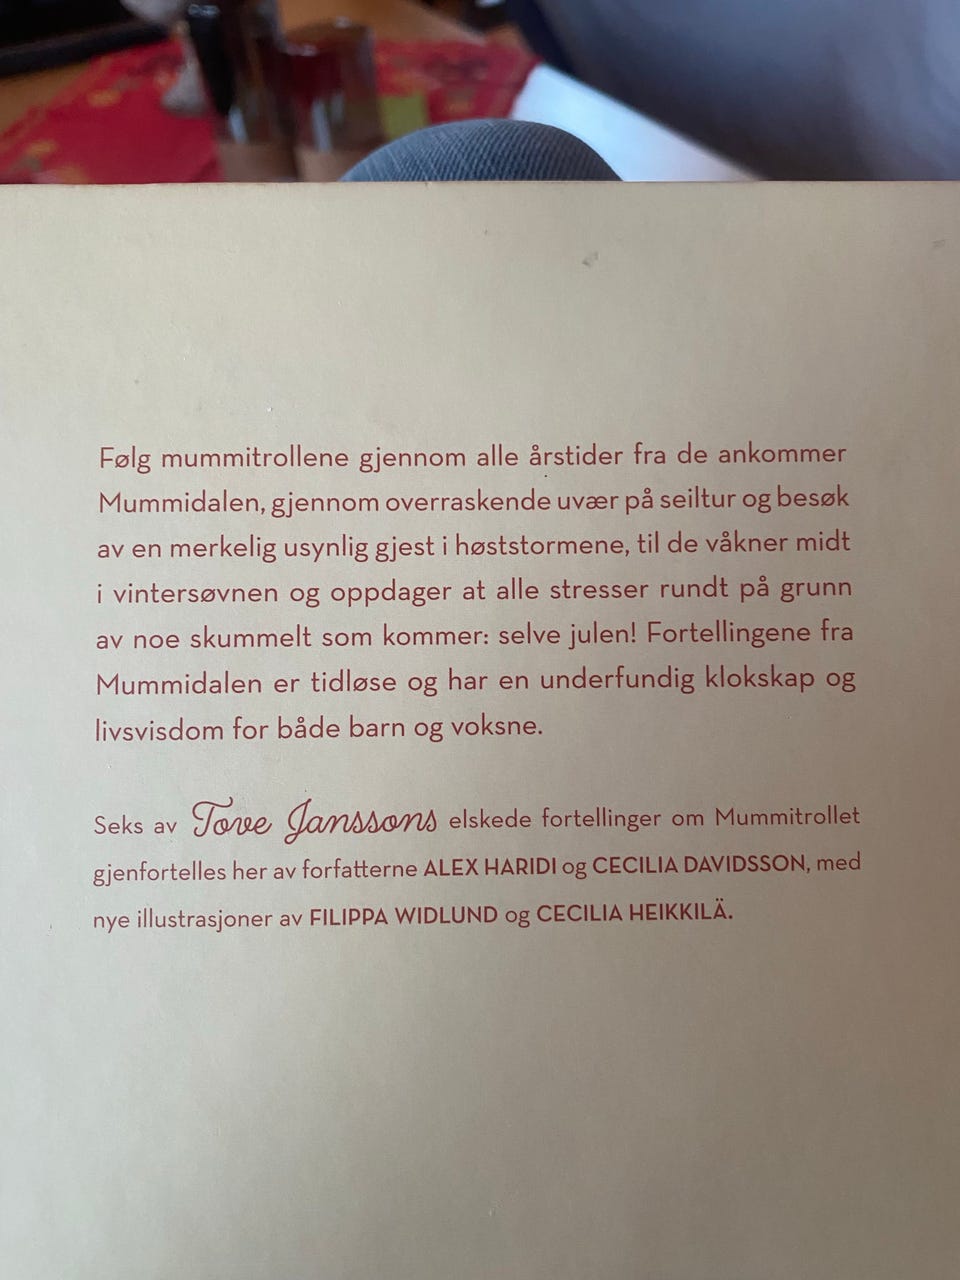 Følg mummitrollene gjennom alle årstider fra de ankommer
Mummidalen, gjennom overraskende uvær på seiltur og besøk
av en merkelig usynlig gjest i høststormene, til de våkner midt
i vintersøvnen og oppdager at alle stresser rundt på grunn
av noe skummelt som kommer: selve julen! Fortellingene fra
Mummidalen er tidløse og har en underfundig klokskap og
livsvisdom for både barn og voksne.
Seks av Tove Janssons elskede fortellinger om Mummitrollet
gjenfortelles her av forfatterne ALEX HARIDI og CECILIA DAVIDSSON, med
nye illustrasjoner av FILIPPA WIDLUND og CECILIA HEIKKILÄ.